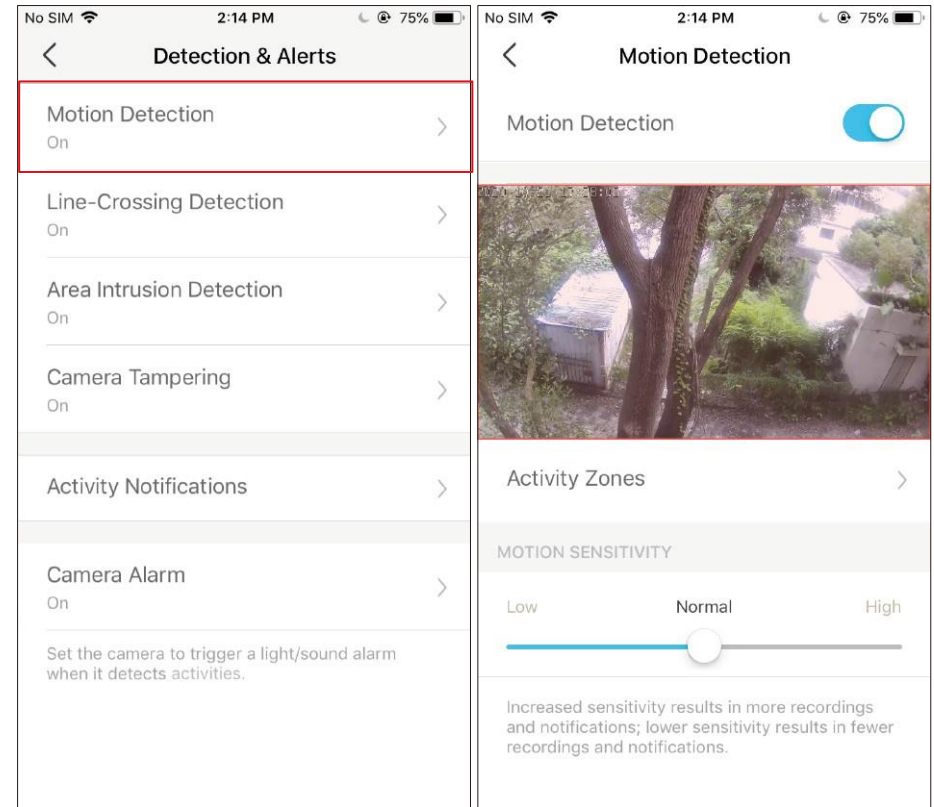 No SIM 2:14 PM 75%
Detection & Alerts
Motion Detection
On
Line-Crossing Detection
On
Area Intrusion Detection
On
Camera Tampering
On
Activity Notifications
Camera Alarm
On
Set the camera to trigger a light/sound alarm
when it detects activities.
No SIM 2:14 PM 75%
Motion Detection
Motion Detection
Activity Zones
MOTION SENSITIVITY
Low Normal High
Increased sensitivity results in more recordings
and notifications; lower sensitivity results in fewer
recordings and notifications.